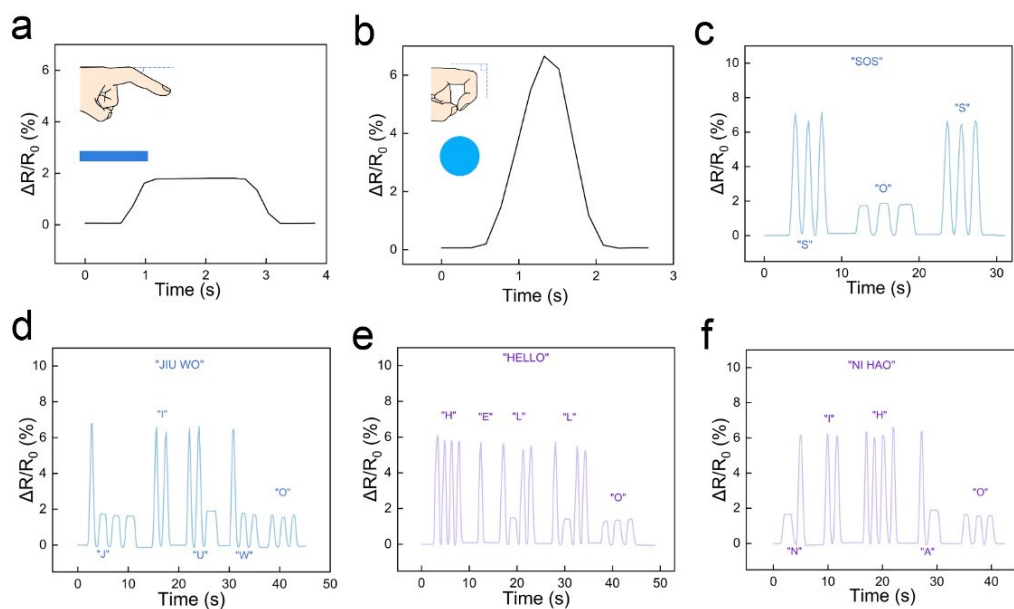 a
6
4
2
0
ΔR/R0 (%)
0
1
2
3
4
Time (s)
b
6
4
2
0
ΔR/R0 (%)
0
1
2
3
Time (s)
c
"SOS"
10
8
6
4
2
0
ΔR/R0 (%)
"S"
"O"
"S"
0
10
20
30
Time (s)
d
"JIU WO"
10
8
6
4
2
0
ΔR/R0 (%)
"J"
"I"
"U"
"W"
"O"
0
10
20
30
40
50
Time (s)
e
"HELLO"
10
8
6
4
2
0
ΔR/R0 (%)
"H"
"E"
"L"
"L"
"O"
0
10
20
30
40
50
Time (s)
f
"NI HAO"
10
8
6
4
2
0
ΔR/R0 (%)
"N"
"I"
"H"
"A"
"O"
0
10
20
30
40
Time (s)